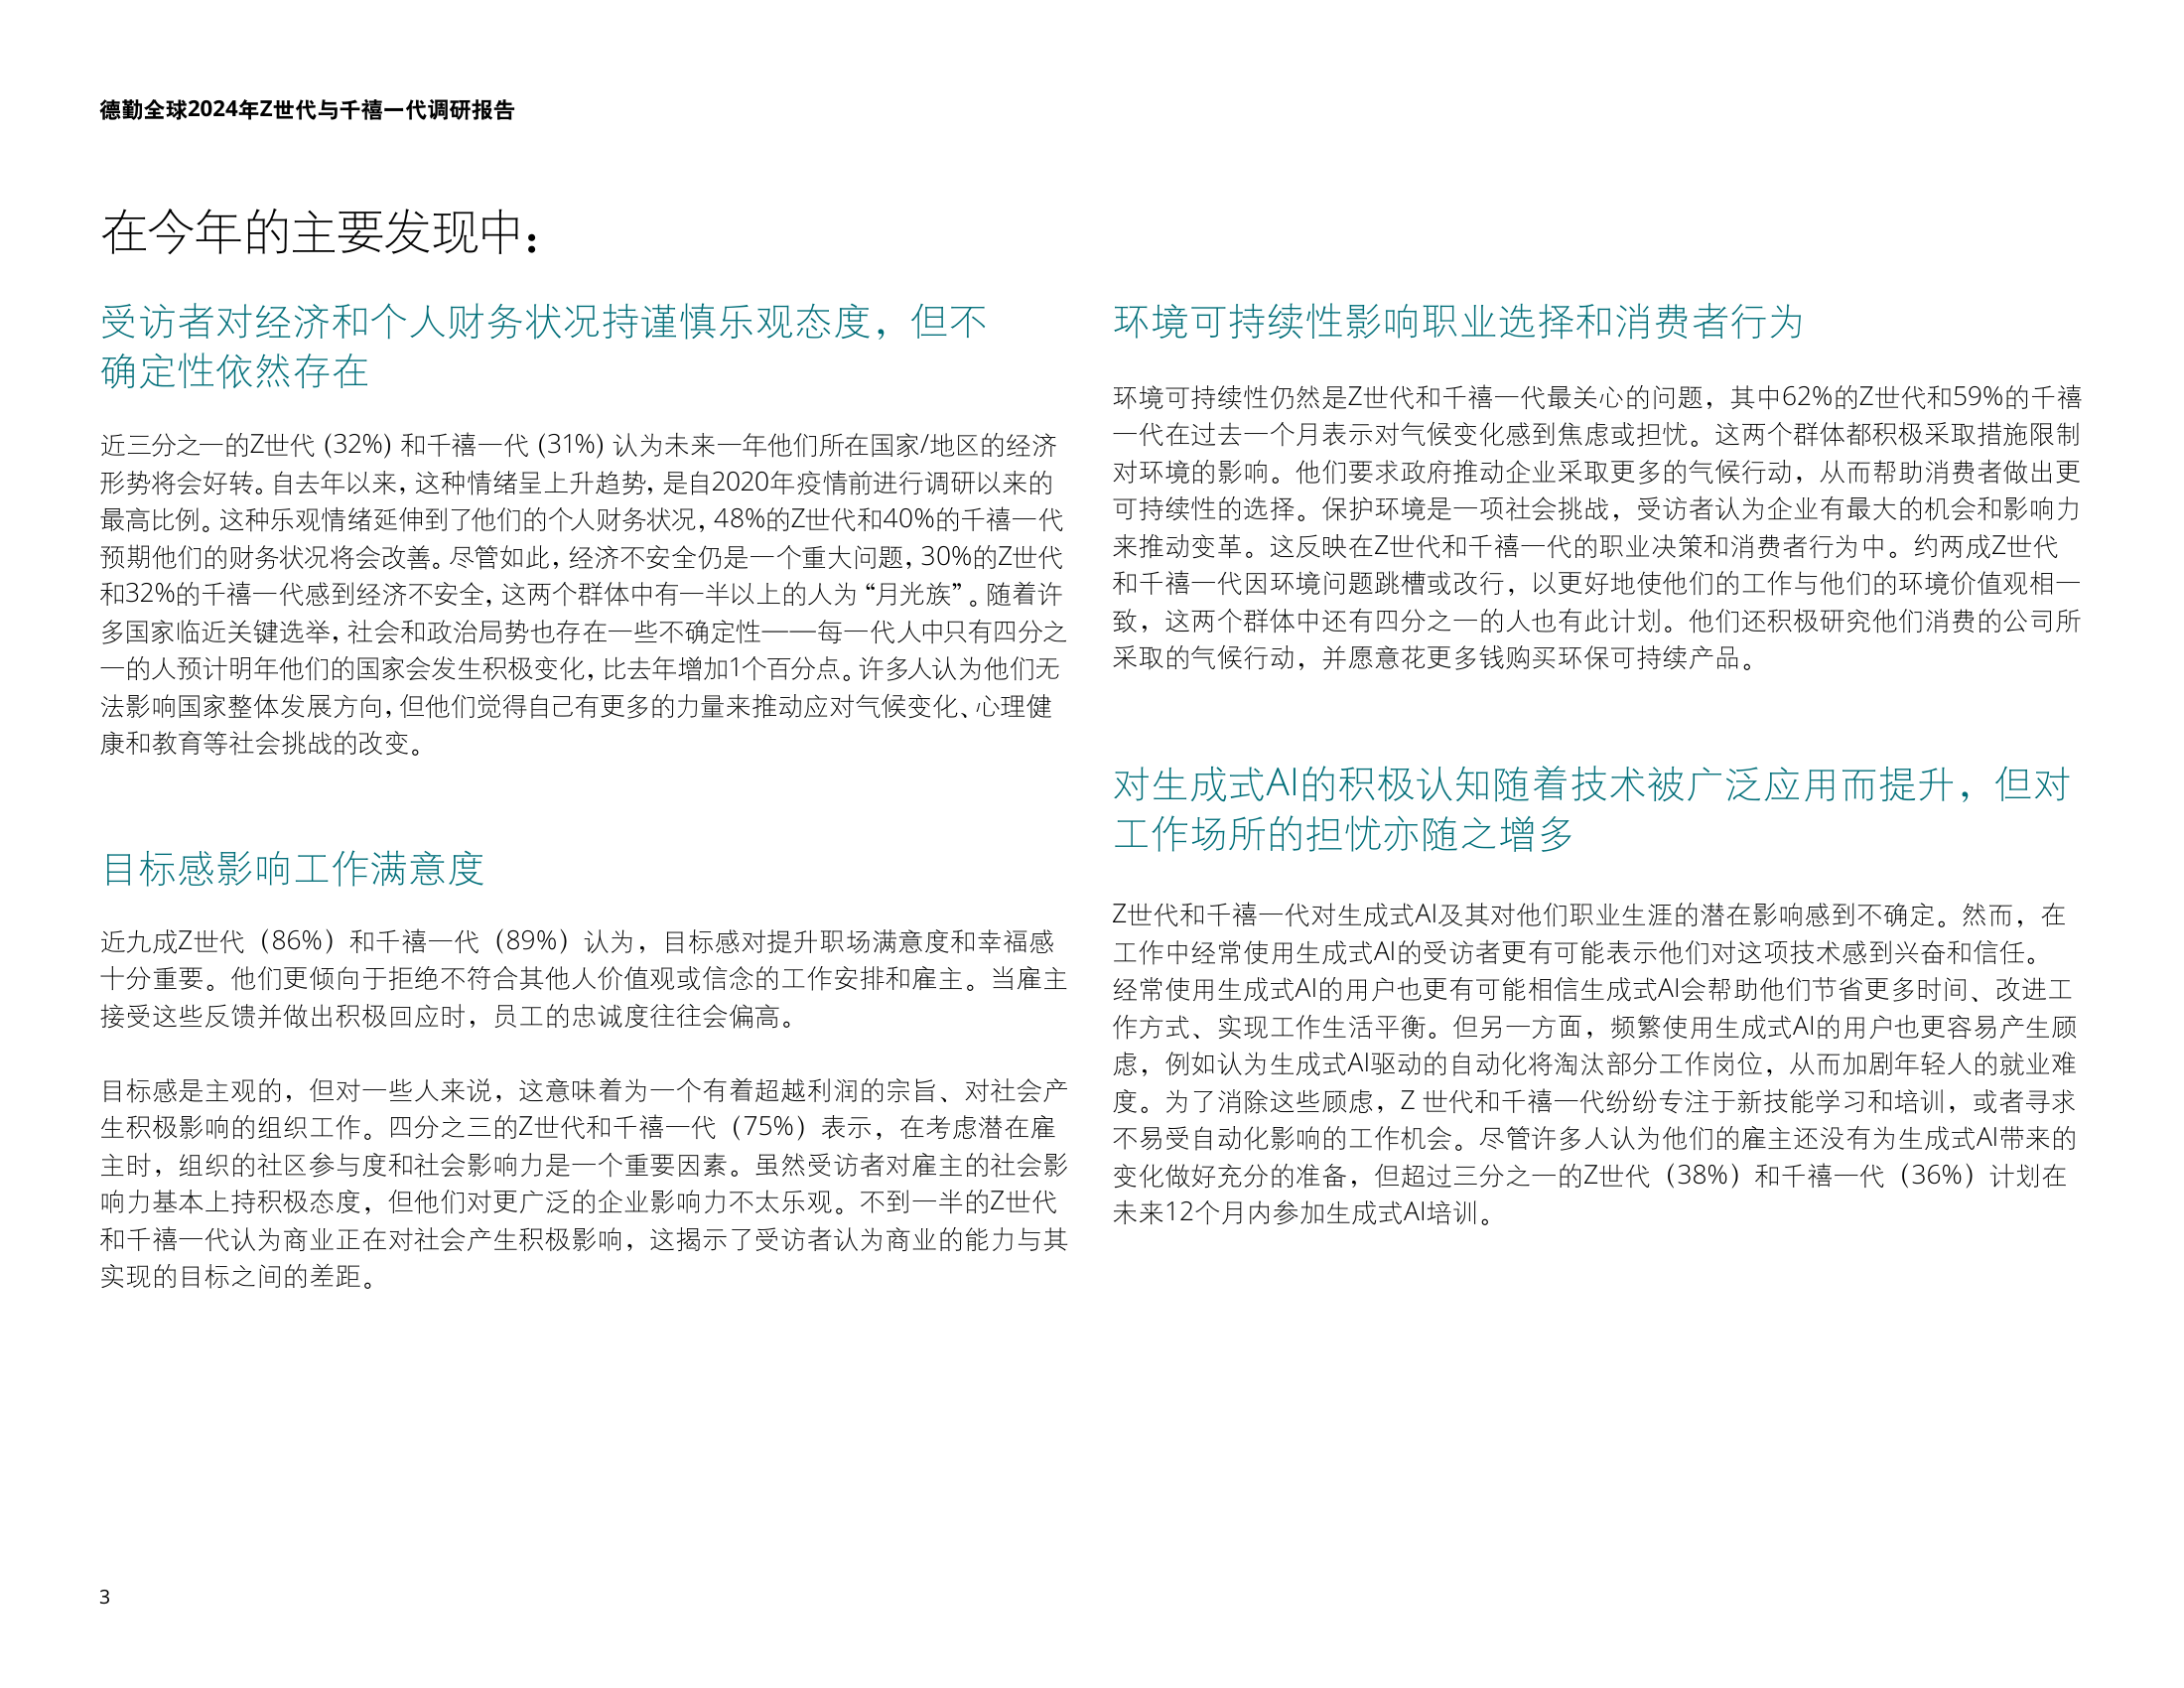 德勤全球2024年Z世代与千禧一代调研报告
在今年的主要发现中：
受访者对经济和个人财务状况持谨慎乐观态度，但不
确定性依然存在
近三分之一的Z世代 (32%) 和千禧一代 (31%) 认为未来一年他们所在国家/地区的经济
形势将会好转。自去年以来，这种情绪呈上升趋势，是自2020年疫情前进行调研以来的
最高比例。这种乐观情绪延伸到了他们的个人财务状况，48%的Z世代和40%的千禧一代
预期他们的财务状况将会改善。尽管如此，经济不安全仍是一个重大问题，30%的Z世代
和32%的千禧一代感到经济不安全，这两个群体中有一半以上的人为“月光族”。随着许
多国家临近关键选举，社会和政治局势也存在一些不确定性——每一代人中只有四分之
一的人预计明年他们的国家会发生积极变化，比去年增加1个百分点。许多人认为他们无
法影响国家整体发展方向，但他们觉得自己有更多的力量来推动应对气候变化、心理健
康和教育等社会挑战的改变。
目标感影响工作满意度
近九成Z世代（86%）和千禧一代（89%）认为，目标感对提升职场满意度和幸福感
十分重要。他们更倾向于拒绝不符合其他人价值观或信念的工作安排和雇主。当雇主
接受这些反馈并做出积极回应时，员工的忠诚度往往会偏高。
目标感是主观的，但对一些人来说，这意味着为一个有着超越利润的宗旨、对社会产
生积极影响的组织工作。四分之三的Z世代和千禧一代（75%）表示，在考虑潜在雇
主时，组织的社区参与度和社会影响力是一个重要因素。虽然受访者对雇主的社会影
响力基本上持积极态度，但他们对更广泛的企业影响力不太乐观。不到一半的Z世代
和千禧一代认为商业正在对社会产生积极影响，这揭示了受访者认为商业的能力与其
实现的目标之间的差距。
环境可持续性影响职业选择和消费者行为
环境可持续性仍然是Z世代和千禧一代最关心的问题，其中62%的Z世代和59%的千禧
一代在过去一个月表示对气候变化感到焦虑或担忧。这两个群体都积极采取措施限制
对环境的影响。他们要求政府推动企业采取更多的气候行动，从而帮助消费者做出更
可持续性的选择。保护环境是一项社会挑战，受访者认为企业有最大的机会和影响力
来推动变革。这反映在Z世代和千禧一代的职业决策和消费者行为中。约两成Z世代
和千禧一代因环境问题跳槽或改行，以更好地使他们的工作与他们的环境价值观相一
致，这两个群体中还有四分之一的人也有此计划。他们还积极研究他们消费的公司所
采取的气候行动，并愿意花更多钱购买环保可持续产品。
对生成式AI的积极认知随着技术被广泛应用而提升，但对
工作场所的担忧亦随之增多
Z世代和千禧一代对生成式AI及其对他们职业生涯的潜在影响感到不确定。然而，在
工作中经常使用生成式AI的受访者更有可能表示他们对这项技术感到兴奋和信任。
经常使用生成式AI的用户也更有可能相信生成式AI会帮助他们节省更多时间、改进工
作方式、实现工作生活平衡。但另一方面，频繁使用生成式AI的用户也更容易产生顾
虑，例如认为生成式AI驱动的自动化将淘汰部分工作岗位，从而加剧年轻人的就业难
度。为了消除这些顾虑，Z 世代和千禧一代纷纷专注于新技能学习和培训，或者寻求
不易受自动化影响的工作机会。尽管许多人认为他们的雇主还没有为生成式AI带来的
变化做好充分的准备，但超过三分之一的Z世代（38%）和千禧一代（36%）计划在
未来12个月内参加生成式AI培训。
3